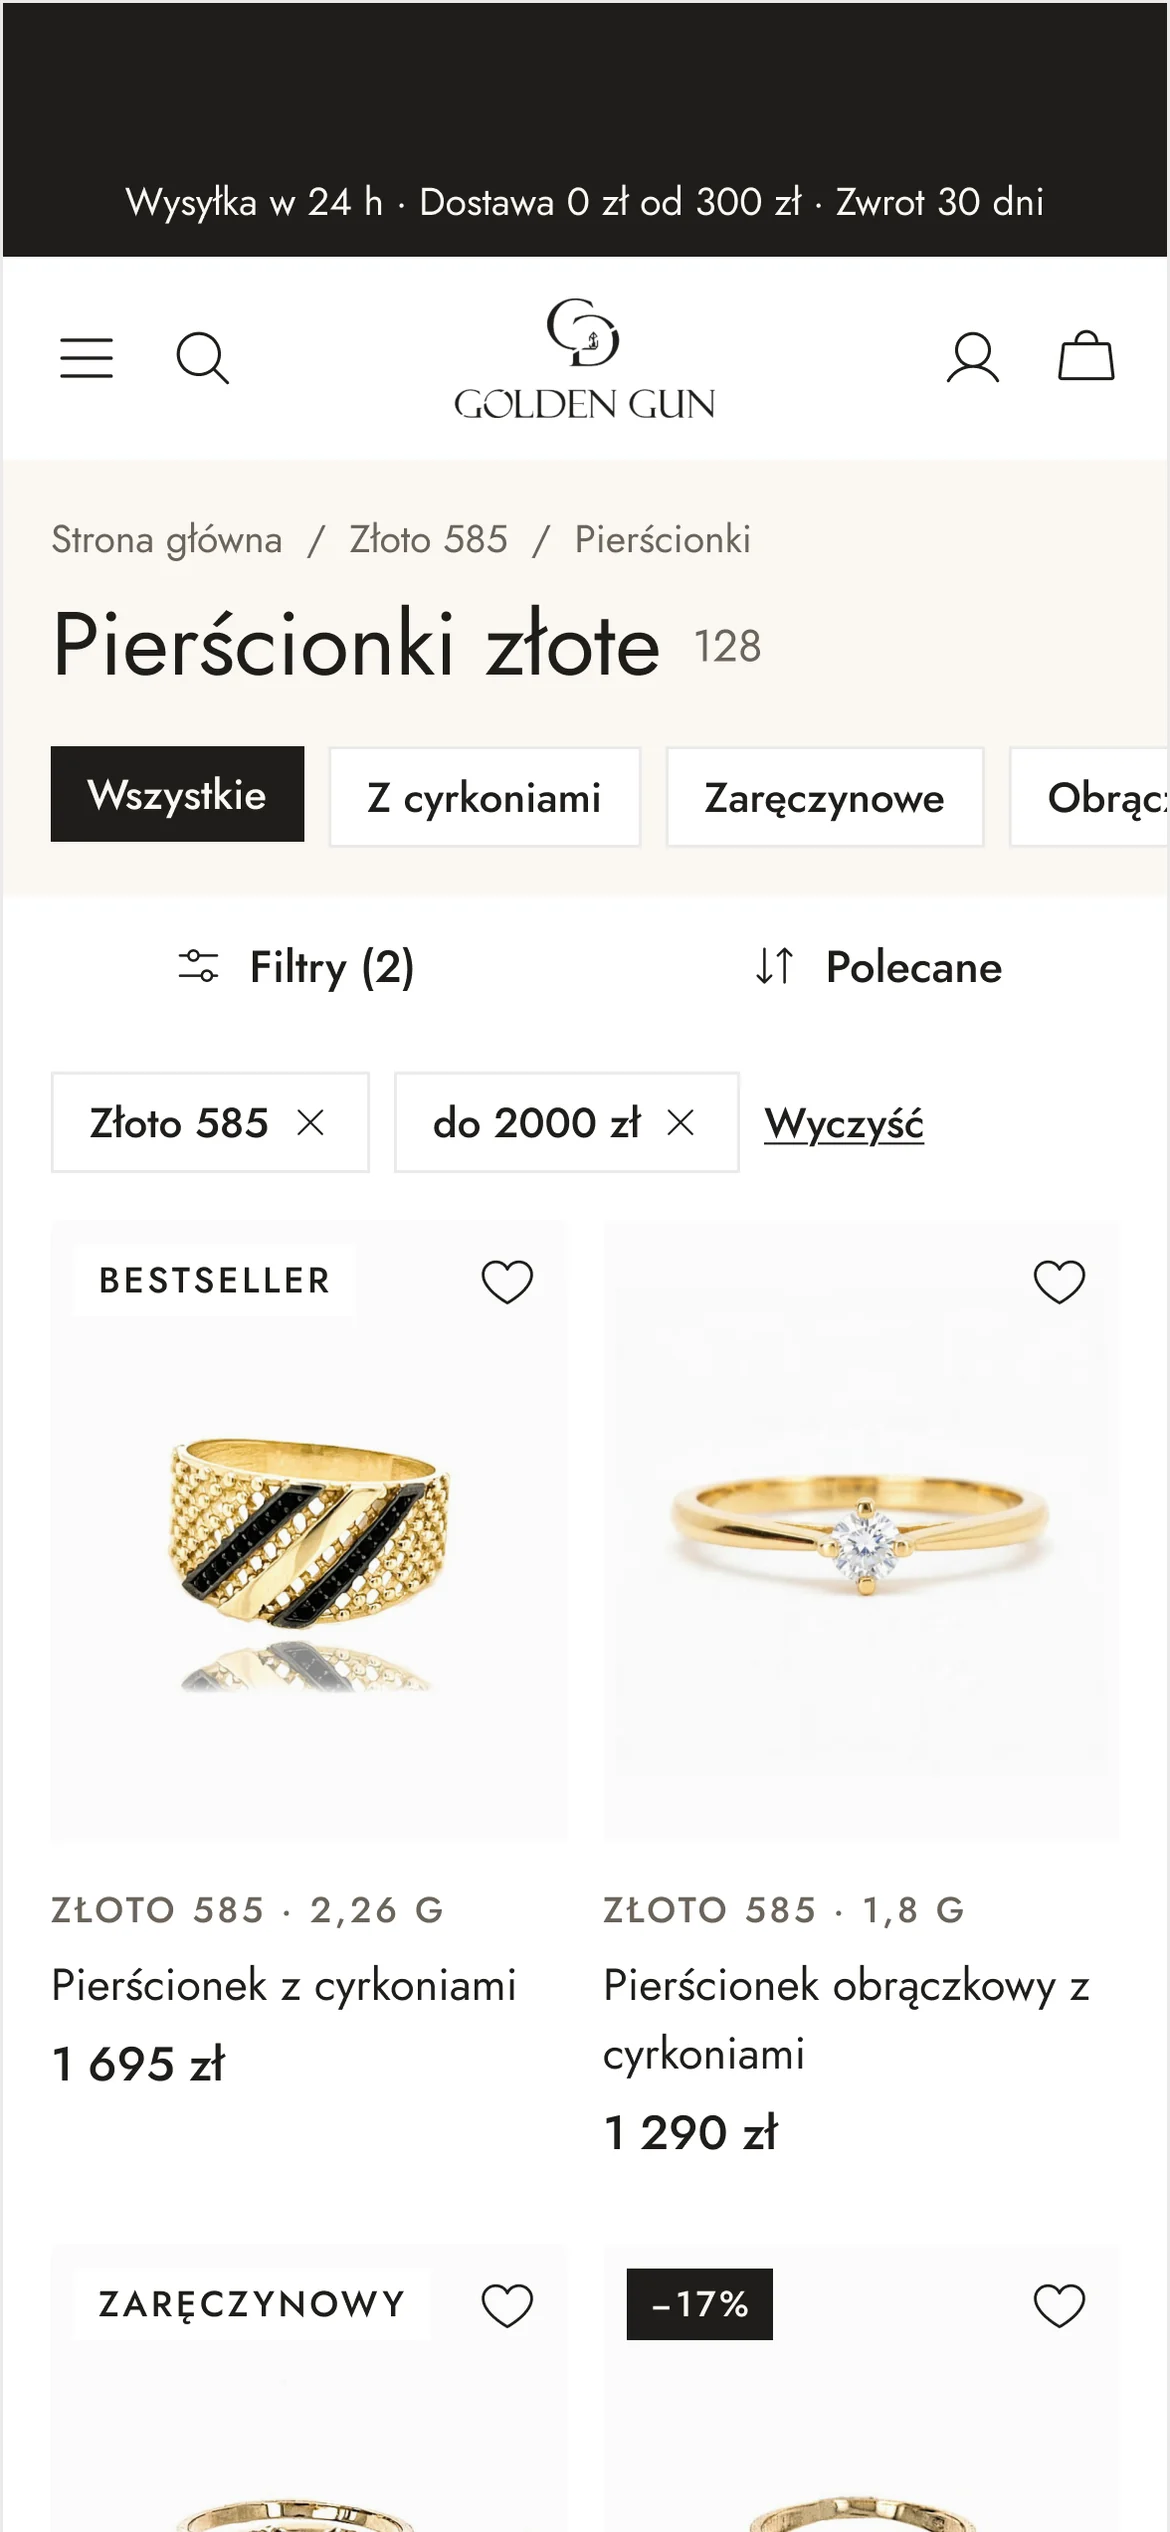 Wysyłka w 24 h · Dostawa 0 zł od 300 zł · Zwrot 30 dni
GOLDEN GUN
Strona główna / Złoto 585 / Pierścionki
Pierścionki złote 128
Wszystkie Z cyrkoniami Zaręczynowe
Filtry (2) Polecane
Złoto 585 do 2000 zł Wyczyść
BESTSELLER
ZŁOTO 585 · 2,26 G
Pierścionek z cyrkoniami
1 695 zł
ZŁOTO 585 · 1,8 G
Pierścionek obrączkowy z
cyrkoniami
1 290 zł
ZARĘCZYNOWY
−17%